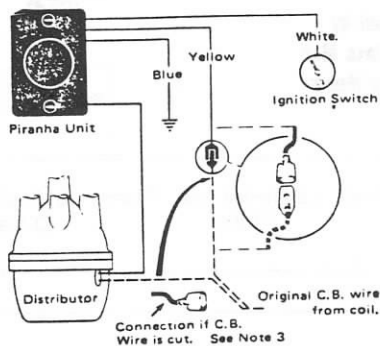 White.
Yellow
Blue
Ignition Switch
Piranha Unit
Distributor
Original C.B. wire
from coil.
Connection if C.B.
Wire is cut. See Note 3